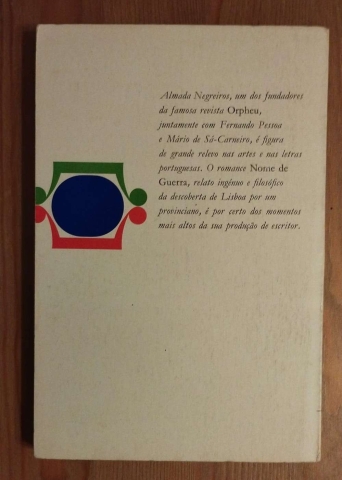 Almada Negreiros, um dos fundadores
da famosa revista Orpheu,
juntamente com Fernando Pessoa
e Mário de Sá-Carneiro, é figura
de grande relevo nas artes e nas letras
portuguesas. O romance Nome de
Guerra, relato ingénuo e filosófico
da descoberta de Lisboa por um
provinciano, é por certo dos momentos
mais altos da sua produção de escritor.